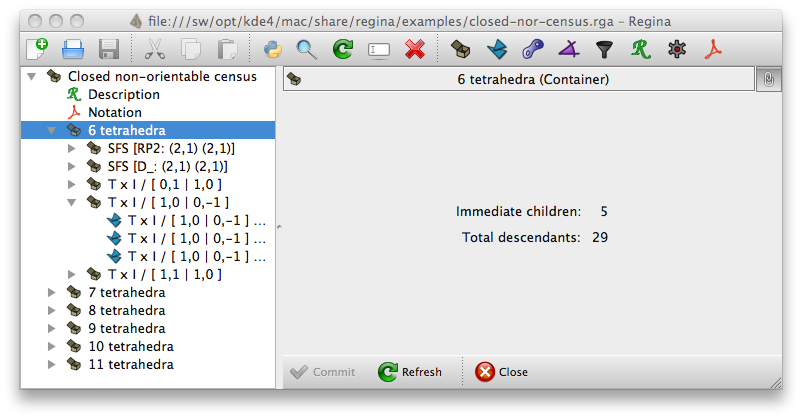 file:///sw/opt/kde4/mac/share/regina/examples/closed-nor-census.rga – Regina
Closed non-orientable census
Description
Notation
6 tetrahedra
SFS [RP2: (2,1) (2,1)]
SFS [D_: (2,1) (2,1)]
T x I / [ 0,1 | 1,0 ]
T x I / [ 1,0 | 0,-1 ]
T x I / [ 1,0 | 0,-1 ] ...
T x I / [ 1,0 | 0,-1 ] ...
T x I / [ 1,0 | 0,-1 ] ...
T x I / [ 1,1 | 1,0 ]
7 tetrahedra
8 tetrahedra
9 tetrahedra
10 tetrahedra
11 tetrahedra
6 tetrahedra (Container)
Immediate children: 5
Total descendants: 29
Commit Refresh Close